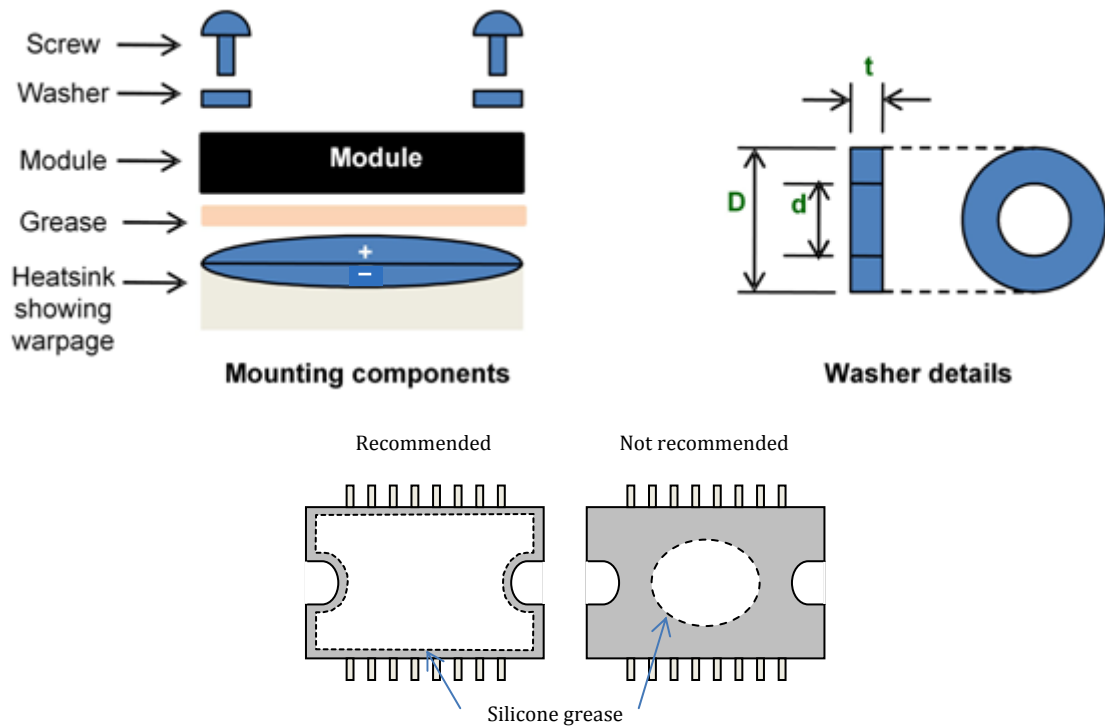 Screw
Washer
Module
Module
Grease
+
−
Heatsink
showing
warpage
Mounting components
t
D
d
Washer details
Recommended
Not recommended
Silicone grease